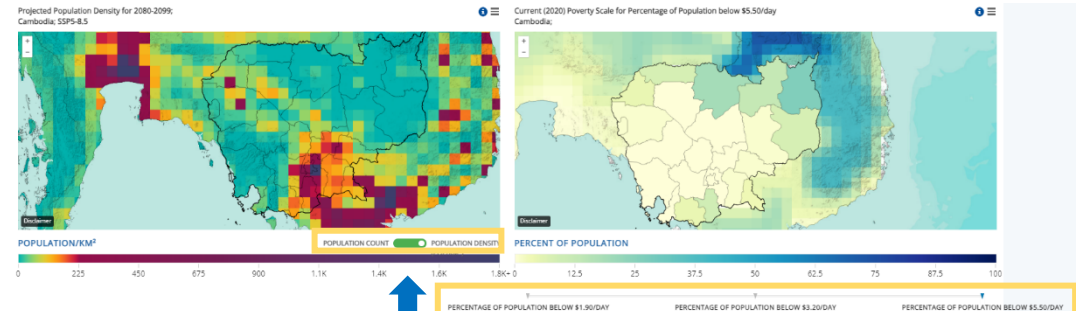 Projected Population Density for 2080-2099;
Cambodia; SSP5-8.5
+
-
Disclaimer
POPULATION/KM²
POPULATION COUNT POPULATION DENSITY
0 225 450 675 900 1.1K 1.4K 1.6K 1.8K+
Current (2020) Poverty Scale for Percentage of Population below $5.50/day
Cambodia;
+
-
Disclaimer
PERCENT OF POPULATION
0 12.5 25 37.5 50 62.5 75 87.5 100
PERCENTAGE OF POPULATION BELOW $1.90/DAY PERCENTAGE OF POPULATION BELOW $3.20/DAY PERCENTAGE OF POPULATION BELOW $5.50/DAY